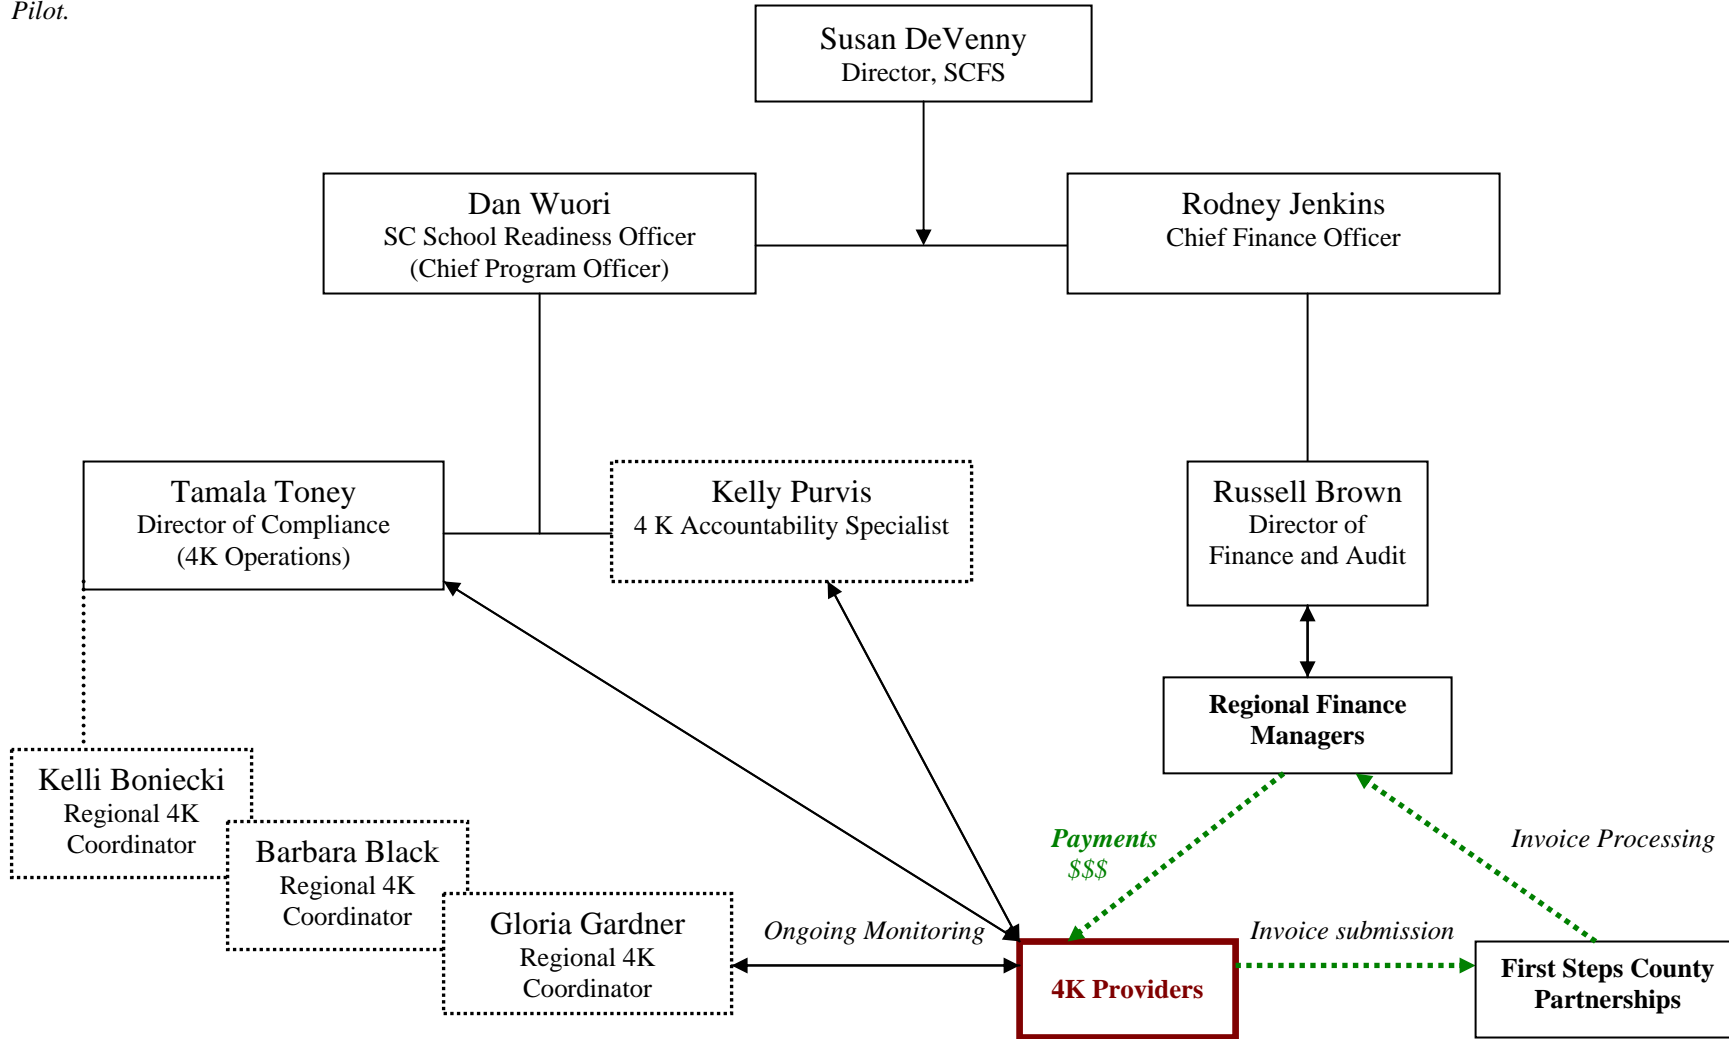 Pilot.
Susan DeVenny
Director, SCFS
Dan Wuori
SC School Readiness Officer
(Chief Program Officer)
Rodney Jenkins
Chief Finance Officer
Tamala Toney
Director of Compliance
(4K Operations)
Kelly Purvis
4 K Accountability Specialist
Russell Brown
Director of
Finance and Audit
Regional Finance
Managers
Kelli Boniecki
Regional 4K
Coordinator
Barbara Black
Regional 4K
Coordinator
Gloria Gardner
Regional 4K
Coordinator
Ongoing Monitoring
Payments
$$$
Invoice Processing
Invoice submission
4K Providers
First Steps County
Partnerships